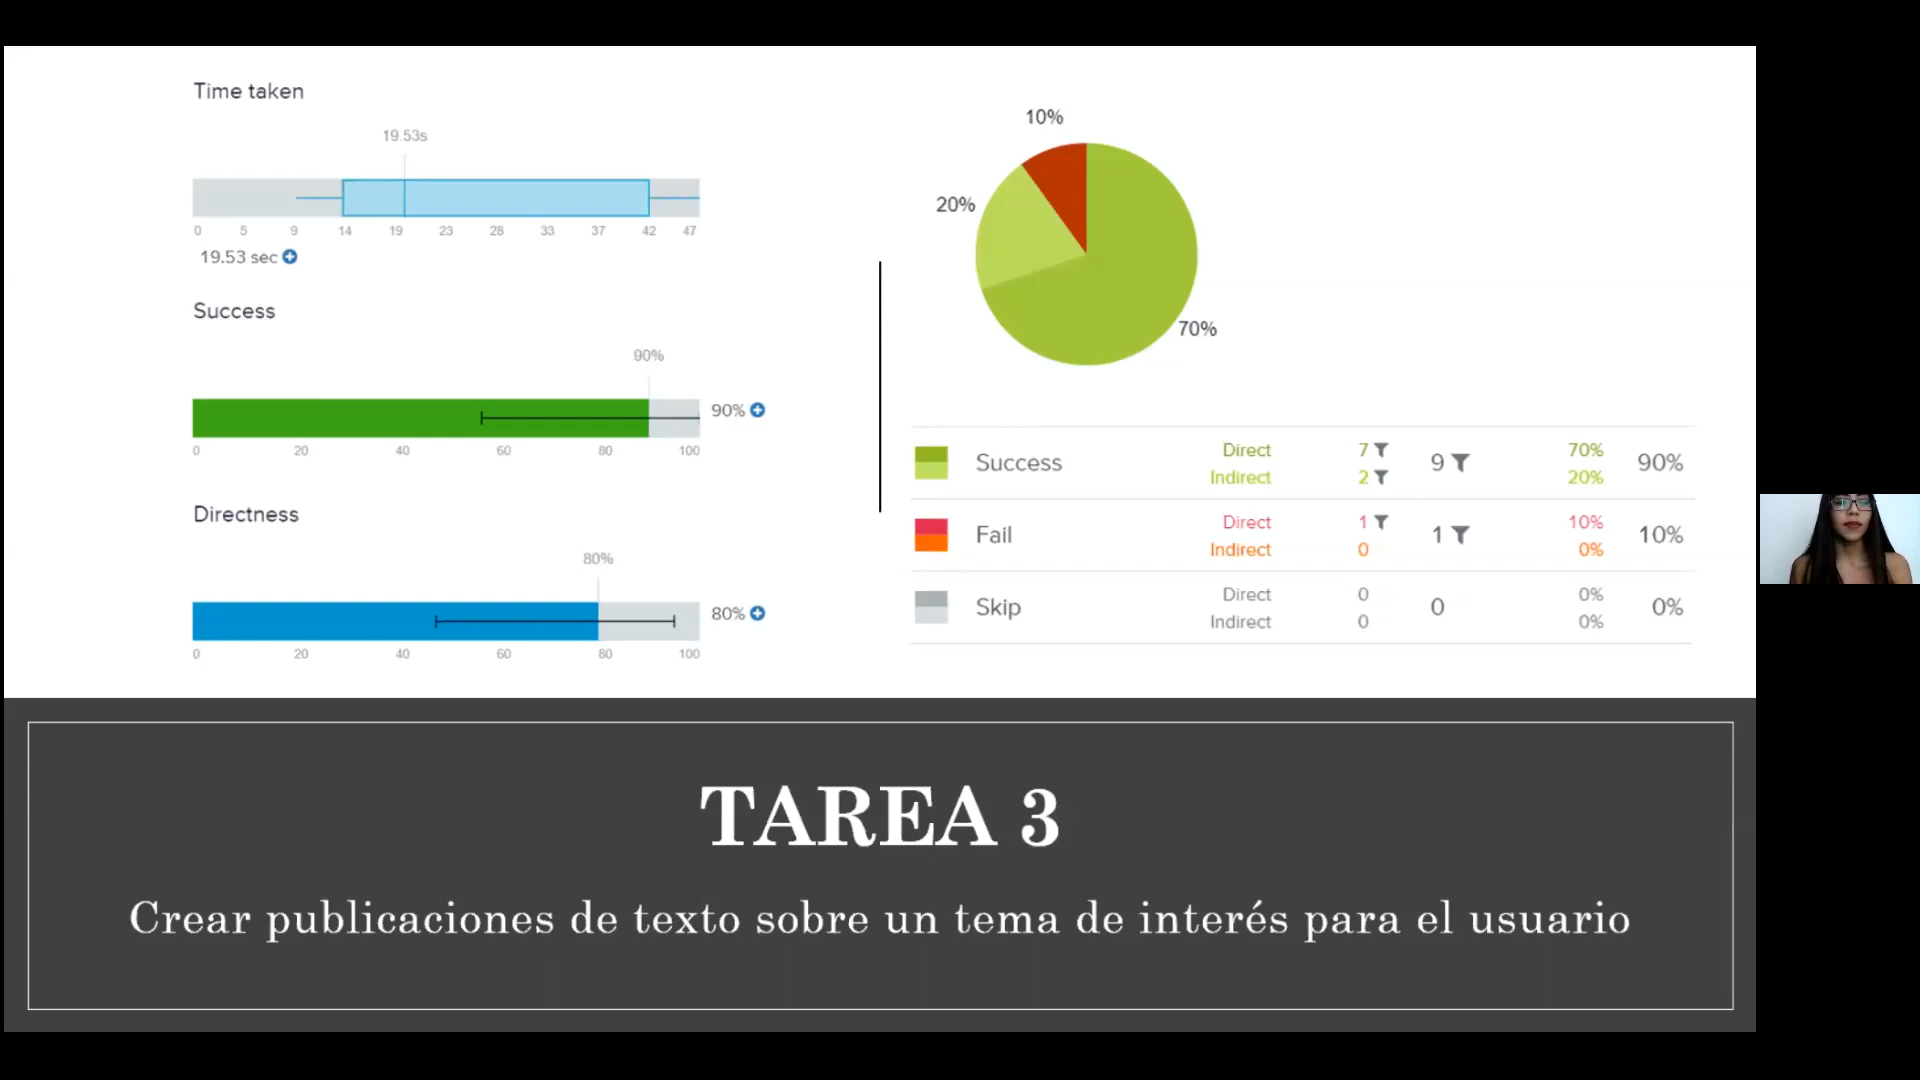 Time taken
19.53s
0 5 9 14 19 23 28 33 37 42 47
19.53 sec
Success
90%
90%
0 20 40 60 80 100
Directness
80%
80%
0 20 40 60 80 100
10%
20%
70%
Success Direct 7 9 70% 90%
Indirect 2 20%
Fail Direct 1 1 10% 10%
Indirect 0 0%
Skip Direct 0 0 0% 0%
Indirect 0 0%
TAREA 3
Crear publicaciones de texto sobre un tema de interés para el usuario